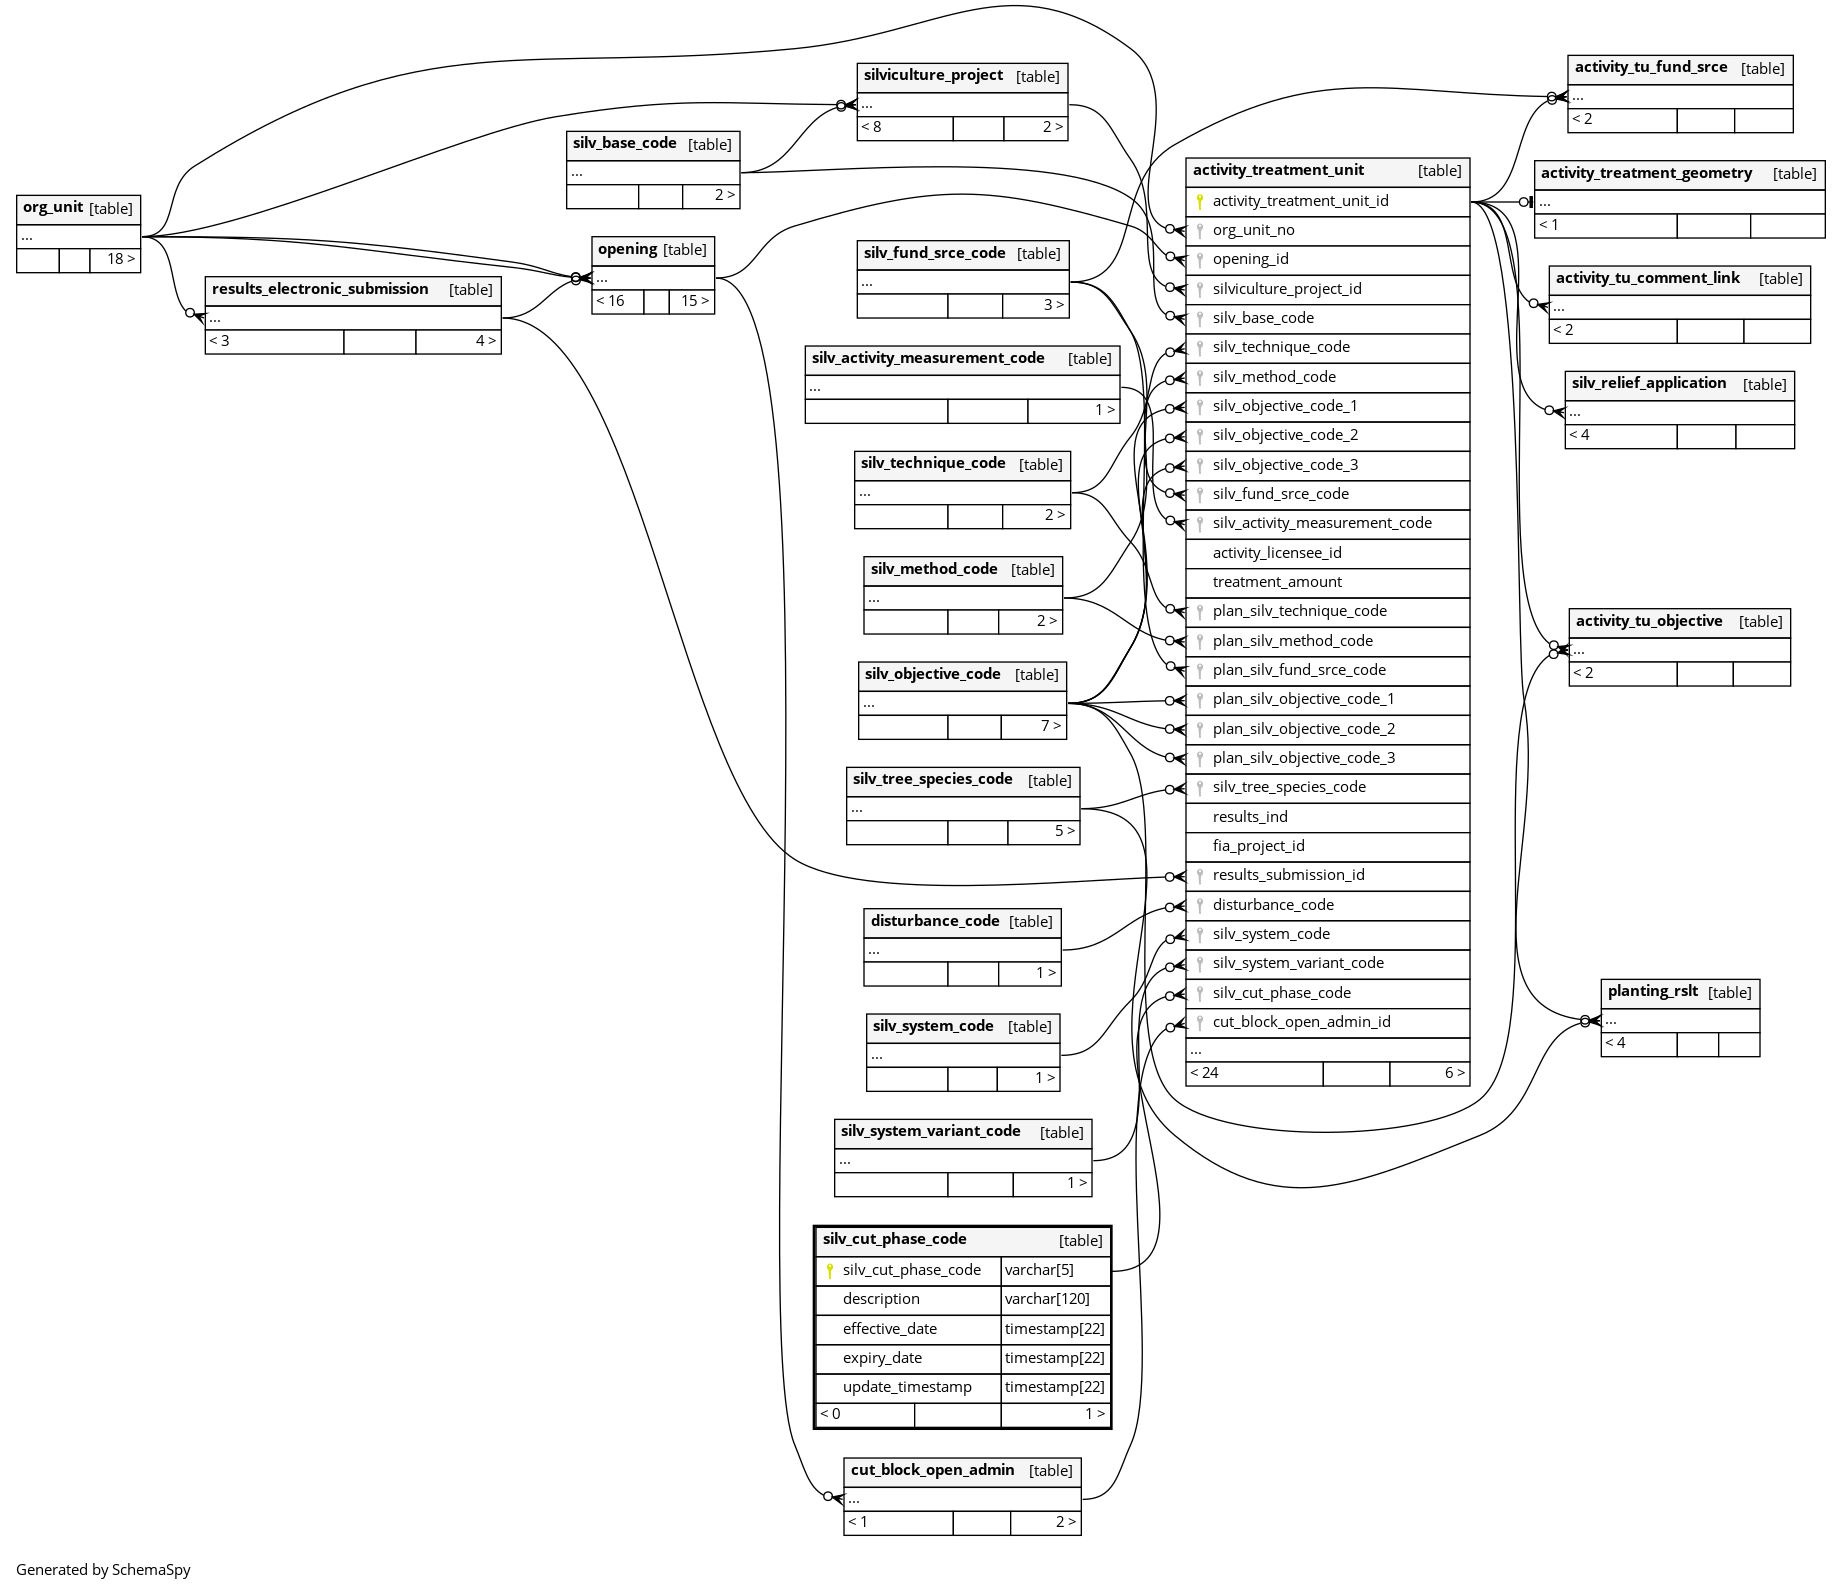 org_unit [table]
...
18 >
results_electronic_submission [table]
...
< 3 4 >
silv_base_code [table]
...
2 >
opening [table]
...
< 16 15 >
silviculture_project [table]
...
< 8 2 >
silv_fund_srce_code [table]
...
3 >
silv_activity_measurement_code [table]
...
1 >
silv_technique_code [table]
...
2 >
silv_method_code [table]
...
2 >
silv_objective_code [table]
...
7 >
silv_tree_species_code [table]
...
5 >
disturbance_code [table]
...
1 >
silv_system_code [table]
...
1 >
silv_system_variant_code [table]
...
1 >
silv_cut_phase_code [table]
silv_cut_phase_code varchar[5]
description varchar[120]
effective_date timestamp[22]
expiry_date timestamp[22]
update_timestamp timestamp[22]
< 0 1 >
cut_block_open_admin [table]
...
< 1 2 >
activity_treatment_unit [table]
activity_treatment_unit_id
org_unit_no
opening_id
silviculture_project_id
silv_base_code
silv_technique_code
silv_method_code
silv_objective_code_1
silv_objective_code_2
silv_objective_code_3
silv_fund_srce_code
silv_activity_measurement_code
activity_licensee_id
treatment_amount
plan_silv_technique_code
plan_silv_method_code
plan_silv_fund_srce_code
plan_silv_objective_code_1
plan_silv_objective_code_2
plan_silv_objective_code_3
silv_tree_species_code
results_ind
fia_project_id
results_submission_id
disturbance_code
silv_system_code
silv_system_variant_code
silv_cut_phase_code
cut_block_open_admin_id
...
< 24 6 >
activity_tu_fund_srce [table]
...
< 2
activity_treatment_geometry [table]
...
< 1
activity_tu_comment_link [table]
...
< 2
silv_relief_application [table]
...
< 4
activity_tu_objective [table]
...
< 2
planting_rslt [table]
...
< 4
Generated by SchemaSpy